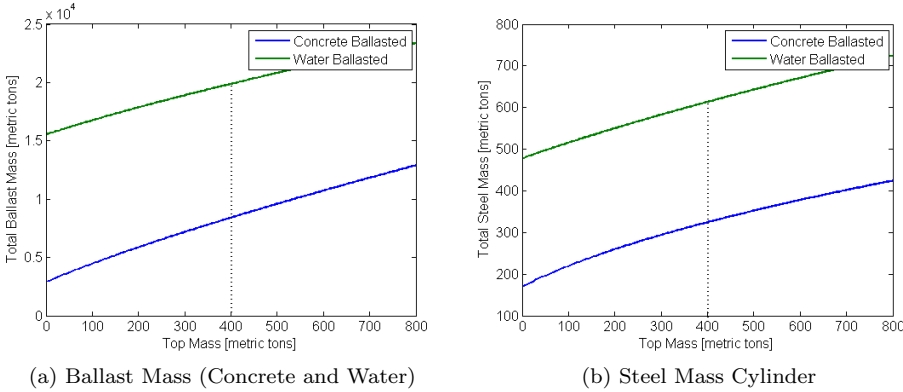 x 10^4
2.5
2
1.5
1
0.5
0
0 100 200 300 400 500 600 700 800
Total Ballast Mass [metric tons]
Top Mass [metric tons]
Concrete Ballasted
Water Ballasted
(a) Ballast Mass (Concrete and Water)
800
700
600
500
400
300
200
100
0 100 200 300 400 500 600 700 800
Total Steel Mass [metric tons]
Top Mass [metric tons]
Concrete Ballasted
Water Ballasted
(b) Steel Mass Cylinder